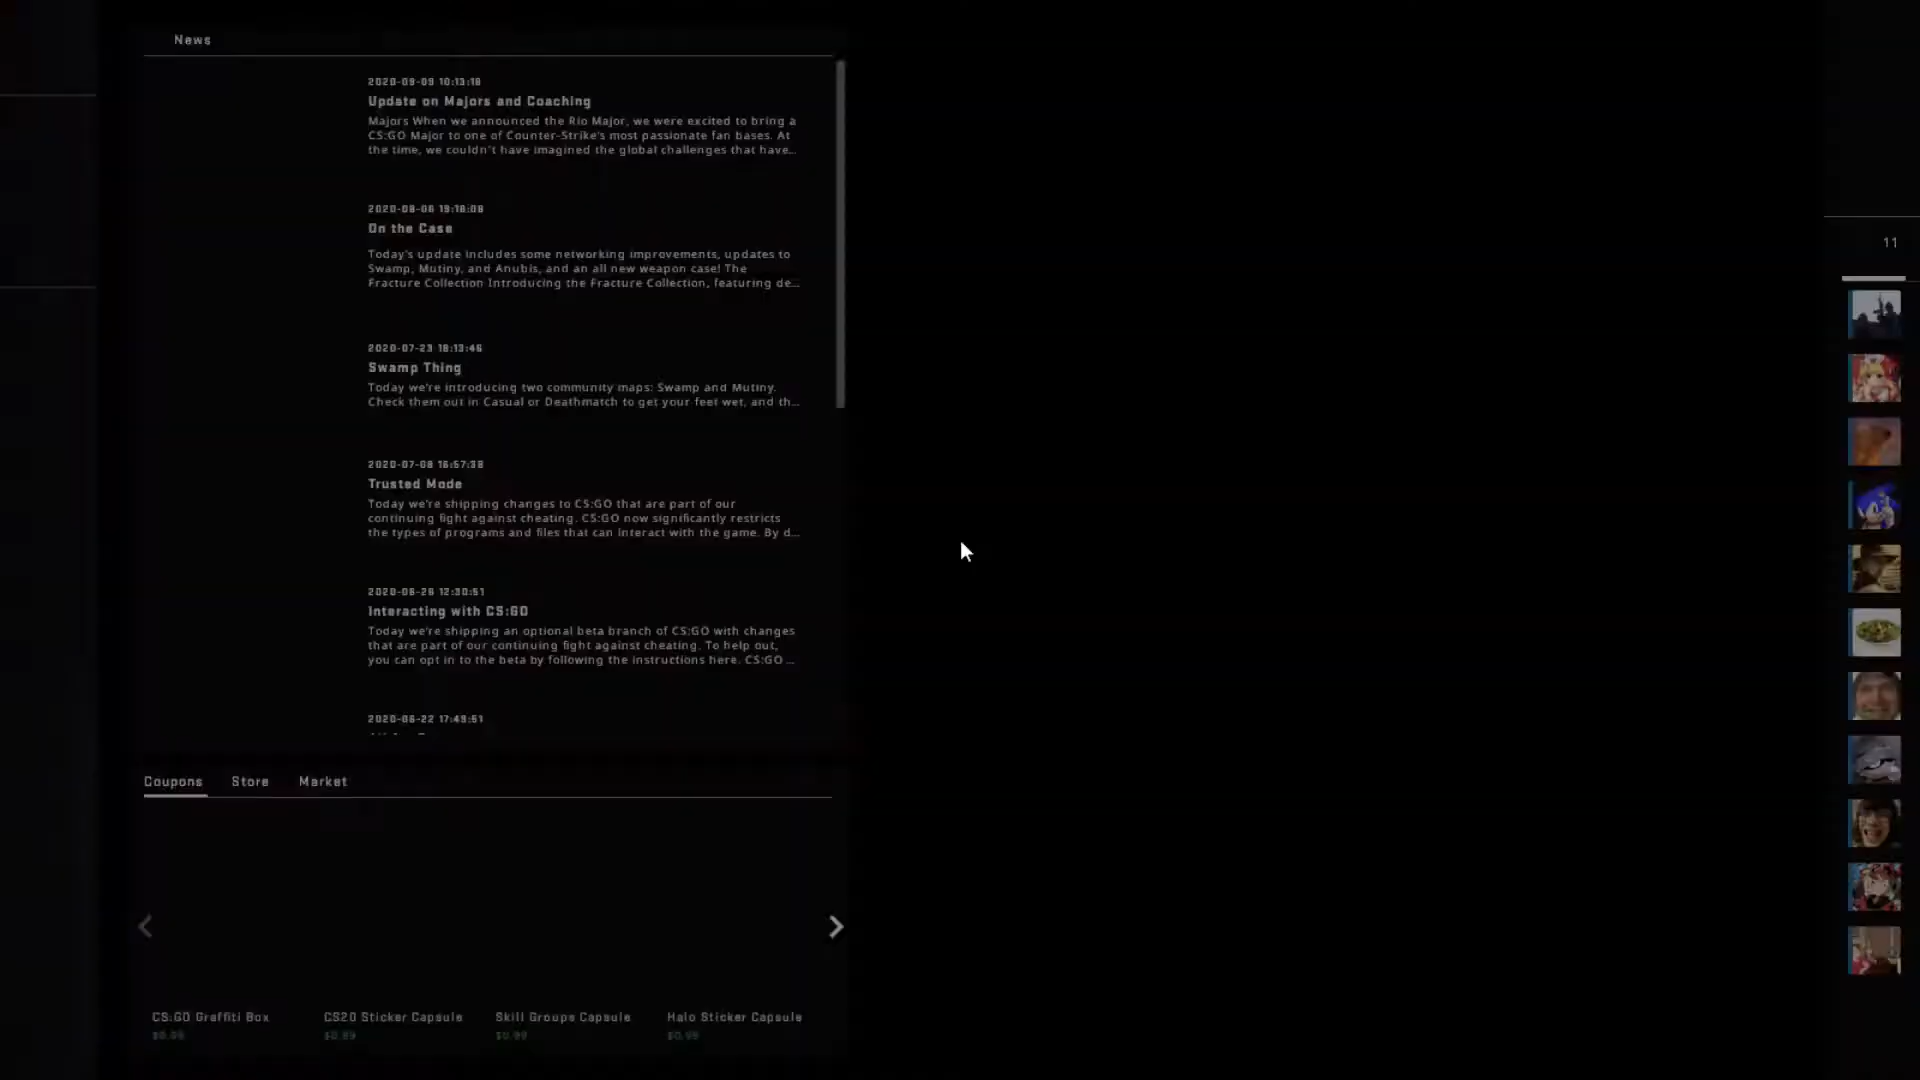 News
2020-09-09 10:13:18
Update on Majors and Coaching
Majors When we announced the Rio Major, we were excited to bring a
CS:GO Major to one of Counter-Strike's most passionate fan bases. At
the time, we couldn't have imagined the global challenges that have...
On the Case
Today's update includes some networking improvements, updates to
Swamp, Mutiny, and Anubis, and an all new weapon case! The
Fracture Collection Introducing the Fracture Collection, featuring de...
2020-07-23 18:13:46
Swamp Thing
Today we're introducing two community maps: Swamp and Mutiny.
Check them out in Casual or Deathmatch to get your feet wet, and th...
2020-07-08 16:57:38
Trusted Mode
Today we're shipping changes to CS:GO that are part of our
continuing fight against cheating. CS:GO now significantly restricts
the types of programs and files that can interact with the game. By d...
2020-06-26 12:30:51
Interacting with CS:GO
Today we're shipping an optional beta branch of CS:GO with changes
that are part of our continuing fight against cheating. To help out,
you can opt in to the beta by following the instructions here. CS:GO ...
2020-06-22 17:49:51
Coupons Store Market
CS:GO Graffiti Box CS20 Sticker Capsule Skill Groups Capsule Halo Sticker Capsule
$0.99 $0.99
11